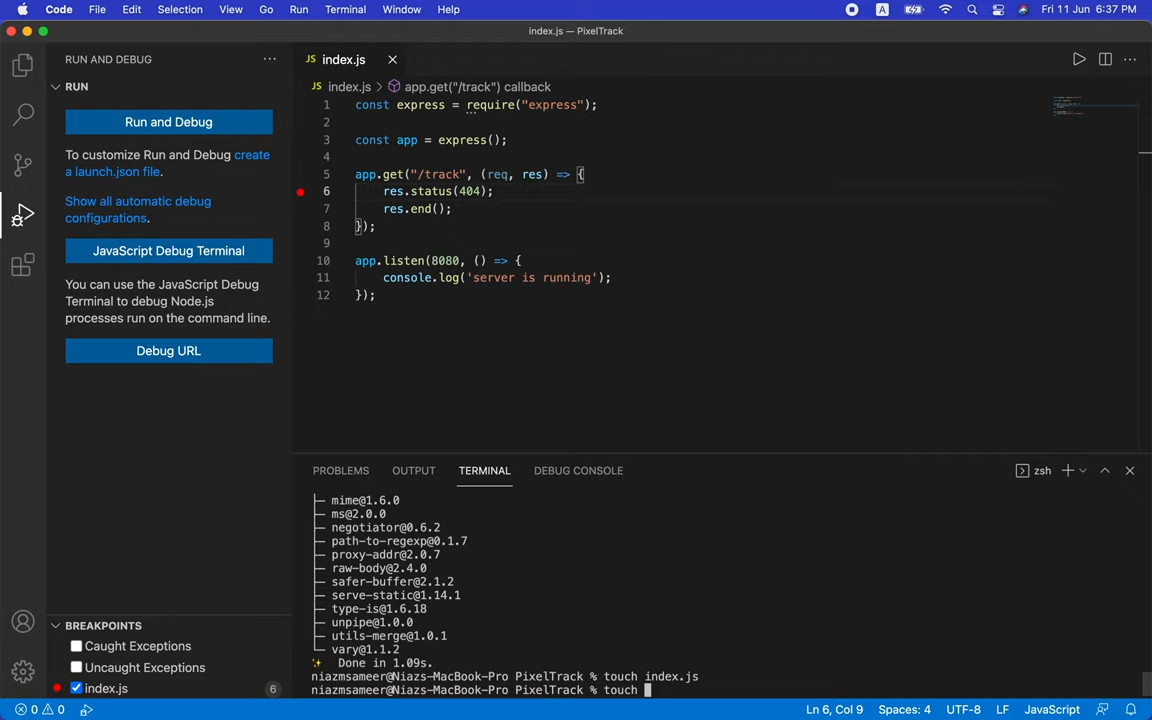 Code File Edit Selection View Go Run Terminal Window Help A Fri 11 Jun 6:37 PM
index.js — PixelTrack
RUN AND DEBUG ···
RUN
Run and Debug
To customize Run and Debug create
a launch.json file.
Show all automatic debug
configurations.
JavaScript Debug Terminal
You can use the JavaScript Debug
Terminal to debug Node.js
processes run on the command line.
Debug URL
BREAKPOINTS
Caught Exceptions
Uncaught Exceptions
index.js 6
JS index.js
JS index.js > app.get("/track") callback
1 const express = require("express");
2
3 const app = express();
4
5 app.get("/track", (req, res) => {
6 res.status(404);
7 res.end();
8 });
9
10 app.listen(8080, () => {
11 console.log('server is running');
12 });
PROBLEMS OUTPUT TERMINAL DEBUG CONSOLE zsh
├─ mime@1.6.0
├─ ms@2.0.0
├─ negotiator@0.6.2
├─ path-to-regexp@0.1.7
├─ proxy-addr@2.0.7
├─ raw-body@2.4.0
├─ safer-buffer@2.1.2
├─ serve-static@1.14.1
├─ type-is@1.6.18
├─ unpipe@1.0.0
├─ utils-merge@1.0.1
└─ vary@1.1.2
✨ Done in 1.09s.
niazmsameer@Niazs-MacBook-Pro PixelTrack % touch index.js
niazmsameer@Niazs-MacBook-Pro PixelTrack % touch
0 0 Ln 6, Col 9 Spaces: 4 UTF-8 LF JavaScript